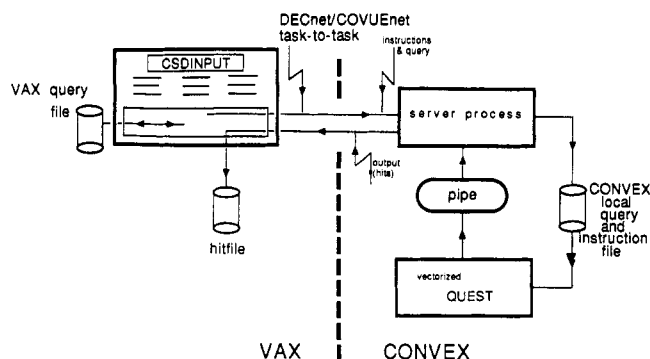 DECnet/COVUEnet
task-to-task
instructions
& query
CSDINPUT
VAX query
file
server process
output
(hits)
pipe
CONVEX
local
query
and
instruction
file
hitfile
vectorized
QUEST
VAX
CONVEX